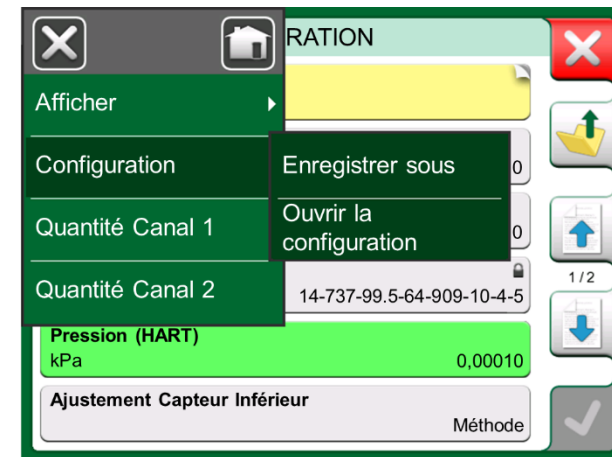 RATION
Afficher
Configuration
Enregistrer sous
0
Ouvrir la
configuration
Quantité Canal 1
0
Quantité Canal 2
14-737-99.5-64-909-10-4-5
1/2
Pression (HART)
kPa
0,00010
Ajustement Capteur Inférieur
Méthode